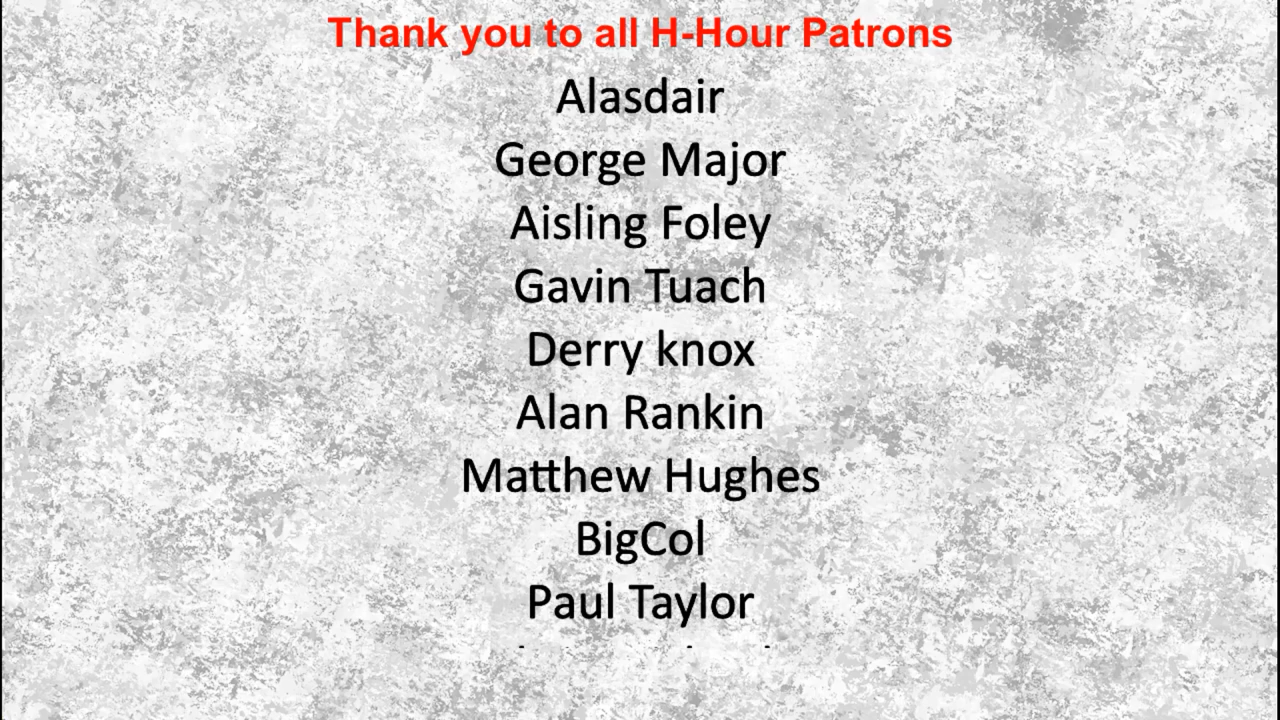 Thank you to all H-Hour Patrons
Alasdair
George Major
Aisling Foley
Gavin Tuach
Derry knox
Alan Rankin
Matthew Hughes
BigCol
Paul Taylor